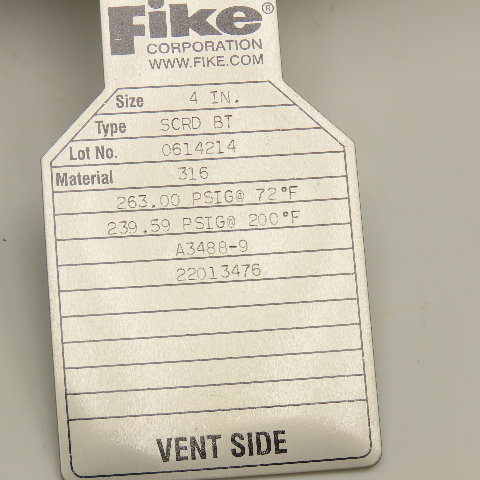 Fike®
CORPORATION
WWW.FIKE.COM
Size 4 IN.
Type SCRD BT
Lot No. 0614214
Material 316
263.00 PSIG@ 72°F
239.59 PSIG@ 200°F
A3488-9
22013476
VENT SIDE